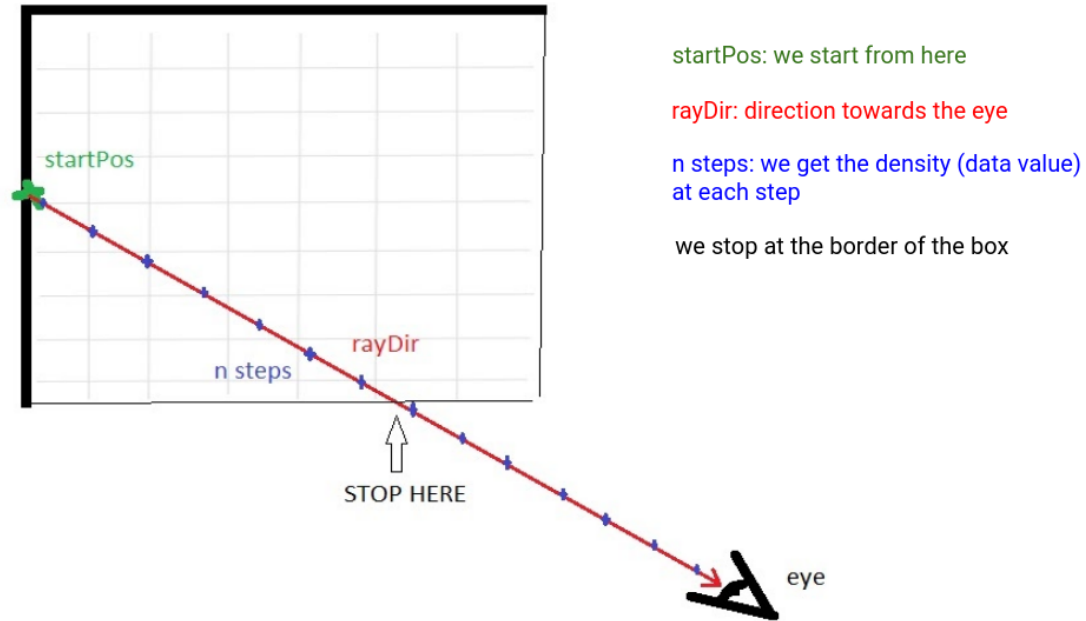 startPos: we start from here
rayDir: direction towards the eye
n steps: we get the density (data value)
at each step
we stop at the border of the box
startPos
rayDir
n steps
STOP HERE
eye